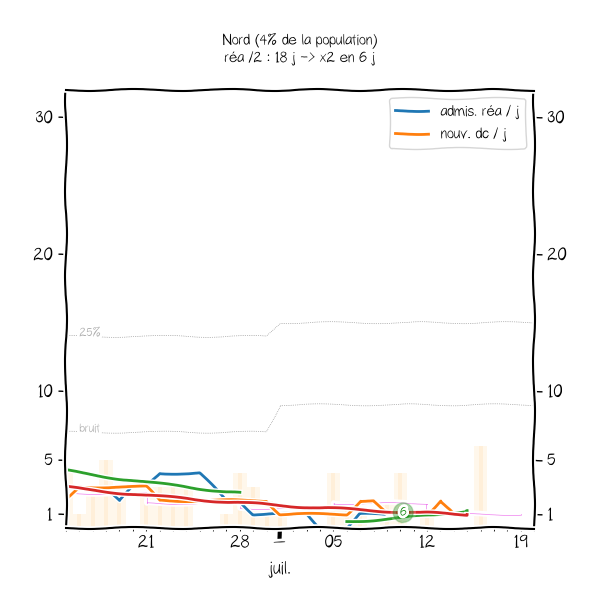 Nord (4% de la population)
réa /2 : 18 j -> x2 en 6 j
admis. réa / j
nouv. dc / j
30
30
20
20
25%
10
10
bruit
5
5
6
1
1
21
28
05
12
19
juil.